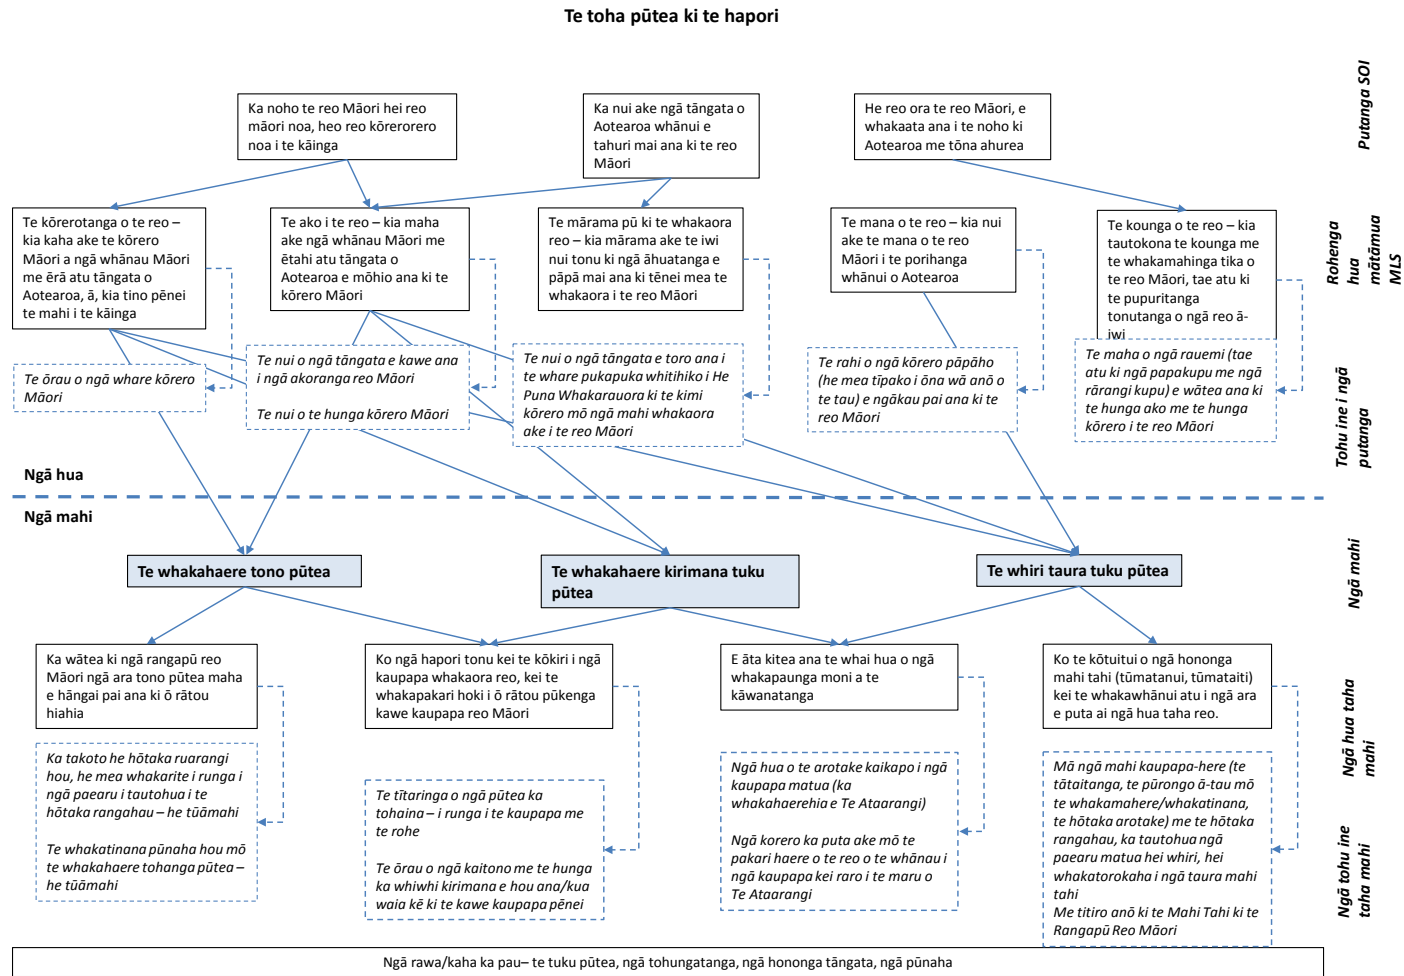 Te toha pūtea ki te hapori
Putanga SOI
Ka noho te reo Māori hei reo
māori noa, heo reo kōrerorero
noa i te kāinga
Ka nui ake ngā tāngata o
Aotearoa whānui e
tahuri mai ana ki te reo
Māori
He reo ora te reo Māori, e
whakaata ana i te noho ki
Aotearoa me tōna ahurea
Rohenga
hua
mātāmua
MLS
Te kōrerotanga o te reo –
kia kaha ake te kōrero
Māori a ngā whānau Māori
me ērā atu tāngata o
Aotearoa, ā, kia tino pēnei
te mahi i te kāinga
Te ako i te reo – kia maha
ake ngā whānau Māori me
ētahi atu tāngata o
Aotearoa e mōhio ana ki te
kōrero Māori
Te mārama pū ki te whakaora
reo – kia mārama ake te iwi
nui tonu ki ngā āhuatanga e
pāpā mai ana ki tēnei mea te
whakaora i te reo Māori
Te mana o te reo – kia nui
ake te mana o te reo
Māori i te porihanga
whānui o Aotearoa
Te kounga o te reo – kia
tautokona te kounga me
te whakamahinga tika o
te reo Māori, tae atu ki
te pupuritanga
tonutanga o ngā reo ā-
iwi
Tohu ine i ngā
putanga
Te ōrau o ngā whare kōrero
Māori
Te nui o ngā tāngata e kawe ana
i ngā akoranga reo Māori
Te nui o te hunga kōrero Māori
Te nui o ngā tāngata e toro ana i
te whare pukapuka whitihiko i He
Puna Whakarauora ki te kimi
kōrero mō ngā mahi whakaora
ake i te reo Māori
Te rahi o ngā kōrero pāpāho
(he mea tīpako i ōna wā anō o
te tau) e ngākau pai ana ki te
reo Māori
Te maha o ngā rauemi (tae
atu ki ngā papakupu me ngā
rārangi kupu) e wātea ana ki
te hunga ako me te hunga
kōrero i te reo Māori
Ngā hua
Ngā mahi
Ngā mahi
Te whakahaere tono pūtea
Te whakahaere kirimana tuku
pūtea
Te whiri taura tuku pūtea
Ngā hua taha
mahi
Ka wātea ki ngā rangapū reo
Māori ngā ara tono pūtea maha
e hāngai pai ana ki ō rātou
hiahia
Ko ngā hapori tonu kei te kōkiri i ngā
kaupapa whakaora reo, kei te
whakapakari hoki i ō rātou pūkenga
kawe kaupapa reo Māori
E āta kitea ana te whai hua o ngā
whakapaunga moni a te
kāwanatanga
Ko te kōtuitui o ngā hononga
mahi tahi (tūmatanui, tūmataiti)
kei te whakawhānui atu i ngā ara
e puta ai ngā hua taha reo.
Ngā tohu ine
taha mahi
Ka takoto he hōtaka ruarangi
hou, he mea whakarite i runga i
ngā paearu i tautohua i te
hōtaka rangahau – he tūāmahi
Te whakatinana pūnaha hou mō
te whakahaere tohanga pūtea –
he tūāmahi
Te tītaringa o ngā pūtea ka
tohaina – i runga i te kaupapa me
te rohe
Te ōrau o ngā kaitono me te hunga
ka whiwhi kirimana e hou ana/kua
waia kē ki te kawe kaupapa pēnei
Ngā hua o te arotake kaikapo i ngā
kaupapa matua (ka
whakahaerehia e Te Ataarangi)
Ngā korero ka puta ake mō te
pakari haere o te reo o te whānau i
ngā kaupapa kei raro i te maru o
Te Ataarangi
Mā ngā mahi kaupapa-here (te
tātaitanga, te pūrongo ā-tau mō
te whakamahere/whakatinana,
te hōtaka arotake) me te hōtaka
rangahau, ka tautohua ngā
paearu matua hei whiri, hei
whakatorokaha i ngā taura mahi
tahi
Me titiro anō ki te Mahi Tahi ki te
Rangapū Reo Māori
Ngā rawa/kaha ka pau– te tuku pūtea, ngā tohungatanga, ngā hononga tāngata, ngā pūnaha